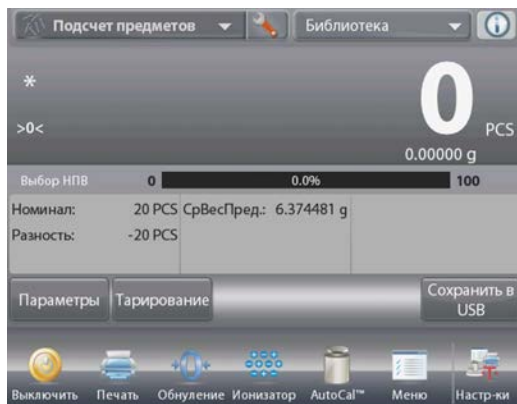 Подсчет предметов Библиотека
*
0
>0< PCS
0.00000 g
Выбор НПВ 0 0.0% 100
Номинал: 20 PCS СрВесПред.: 6.374481 g
Разность: -20 PCS
Параметры Тарирование Сохранить в USB
Выключить Печать Обнуление Ионизатор AutoCal™ Меню Настр-ки